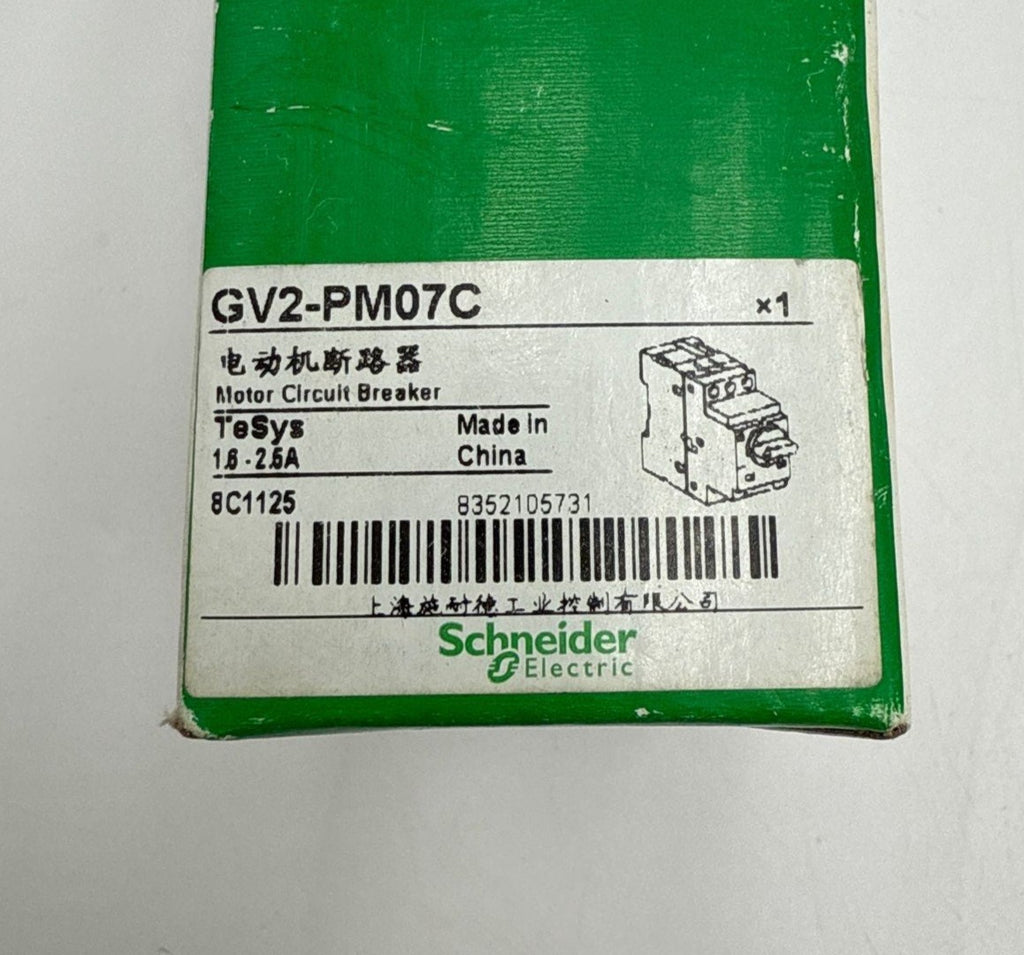 GV2-PM07C ×1
电动机断路器
Motor Circuit Breaker
TeSys Made in
1.6-2.5A China
8C1125 8352105731
上海施耐德工业控制有限公司
Schneider
Electric